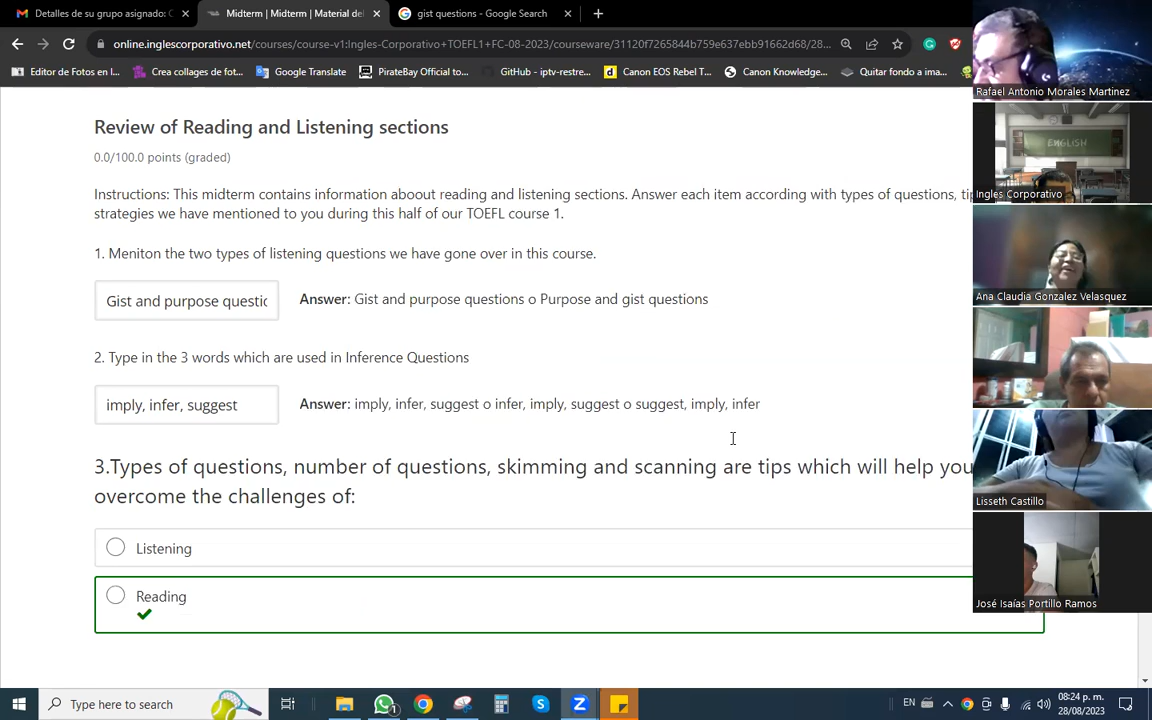 Detalles de su grupo asignado: C
Midterm | Midterm | Material del
gist questions - Google Search
online.inglescorporativo.net/courses/course-v1:Ingles-Corporativo+TOEFL1+FC-08-2023/courseware/31120f7265844b759e637ebb91662d68/28...
Editor de Fotos en l...
Crea collages de fot...
Google Translate
PirateBay Official to...
GitHub - iptv-restre...
Canon EOS Rebel T...
Canon Knowledge...
Quitar fondo a ima...
Rafael Antonio Morales Martinez
ENGLISH
Ingles Corporativo
Ana Claudia Gonzalez Velasquez
Lisseth Castillo
José Isaías Portillo Ramos
Review of Reading and Listening sections
0.0/100.0 points (graded)
Instructions: This midterm contains information aboout reading and listening sections. Answer each item according with types of questions, tip
strategies we have mentioned to you during this half of our TOEFL course 1.
1. Meniton the two types of listening questions we have gone over in this course.
Gist and purpose questic
Answer: Gist and purpose questions o Purpose and gist questions
2. Type in the 3 words which are used in Inference Questions
imply, infer, suggest
Answer: imply, infer, suggest o infer, imply, suggest o suggest, imply, infer
3.Types of questions, number of questions, skimming and scanning are tips which will help you
overcome the challenges of:
Listening
Reading
Type here to search
1
EN
08:24 p. m.
28/08/2023